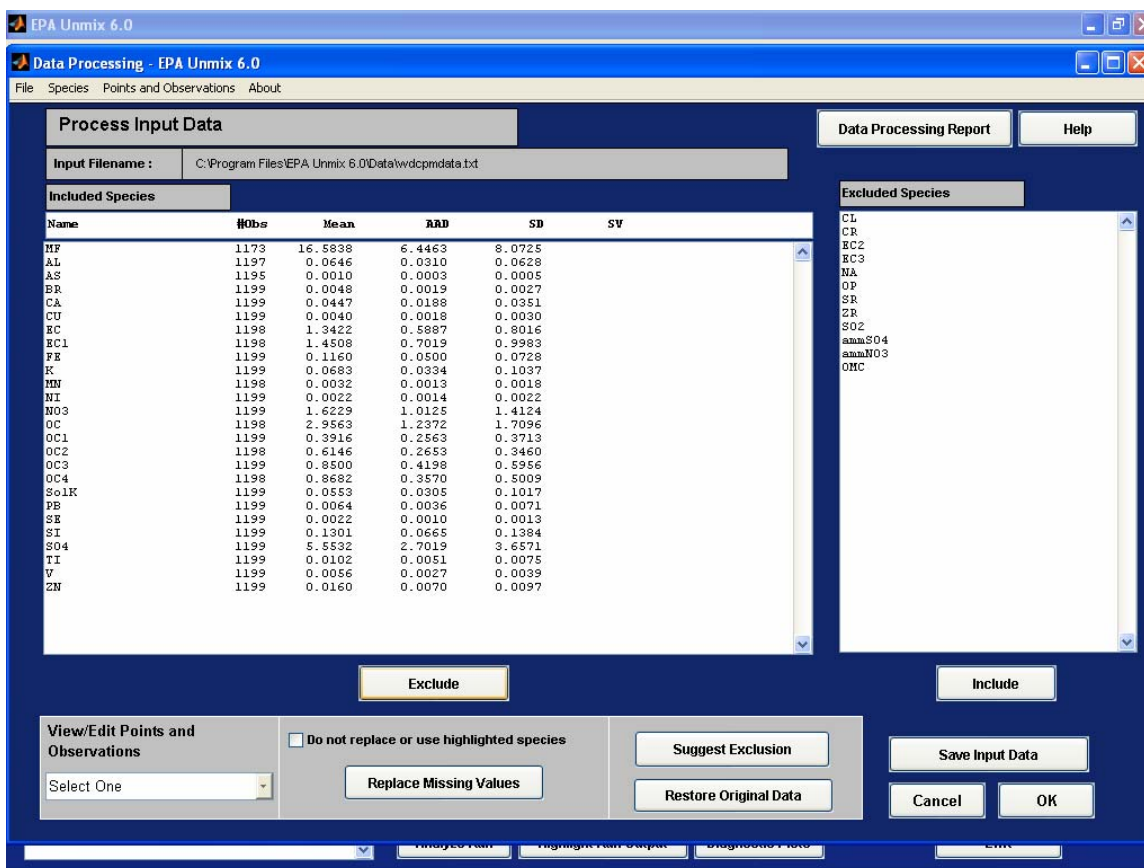 EPA Unmix 6.0
Data Processing - EPA Unmix 6.0
File Species Points and Observations About
Process Input Data
Data Processing Report Help
Input Filename : C:\Program Files\EPA Unmix 6.0\Data\wdcpmdata.txt
Included Species
Excluded Species
Name #Obs Mean AAD SD SV
MF 1173 16.5838 6.4463 8.0725
AL 1197 0.0646 0.0310 0.0628
AS 1195 0.0010 0.0003 0.0005
BR 1199 0.0048 0.0019 0.0027
CA 1199 0.0447 0.0188 0.0351
CU 1199 0.0040 0.0018 0.0030
EC 1198 1.3422 0.5887 0.8016
EC1 1198 1.4508 0.7019 0.9983
FE 1199 0.1160 0.0500 0.0728
K 1199 0.0683 0.0334 0.1037
MN 1198 0.0032 0.0013 0.0018
NI 1199 0.0022 0.0014 0.0022
NO3 1199 1.6229 1.0125 1.4124
OC 1198 2.9563 1.2372 1.7096
OC1 1199 0.3916 0.2563 0.3713
OC2 1198 0.6146 0.2653 0.3460
OC3 1199 0.8500 0.4198 0.5956
OC4 1198 0.8682 0.3570 0.5009
SolK 1199 0.0553 0.0305 0.1017
PB 1199 0.0064 0.0036 0.0071
SE 1199 0.0022 0.0010 0.0013
SI 1199 0.1301 0.0665 0.1384
SO4 1199 5.5532 2.7019 3.6571
TI 1199 0.0102 0.0051 0.0075
V 1199 0.0056 0.0027 0.0039
ZN 1199 0.0160 0.0070 0.0097
CL
CR
EC2
EC3
NA
OP
SR
ZR
SO2
ammSO4
ammNO3
OMC
Exclude
Include
View/Edit Points and
Observations
Select One
Do not replace or use highlighted species
Replace Missing Values
Suggest Exclusion
Restore Original Data
Save Input Data
Cancel OK